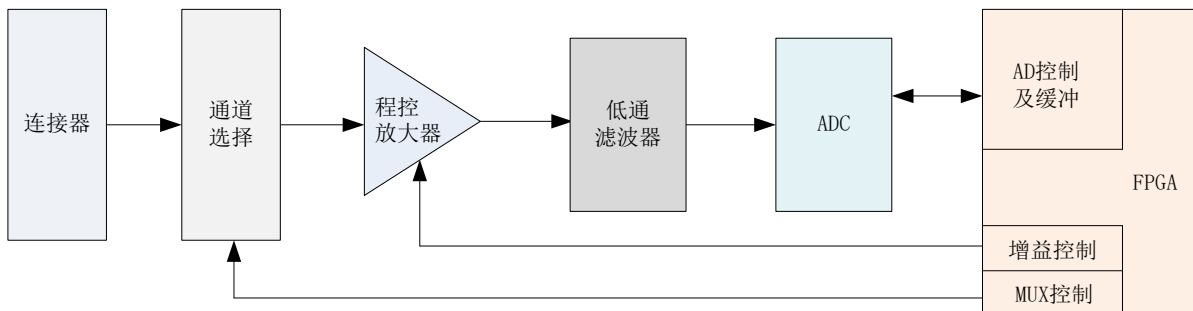 连接器
通道
选择
程控
放大器
低通
滤波器
ADC
AD控制
及缓冲
FPGA
增益控制
MUX控制